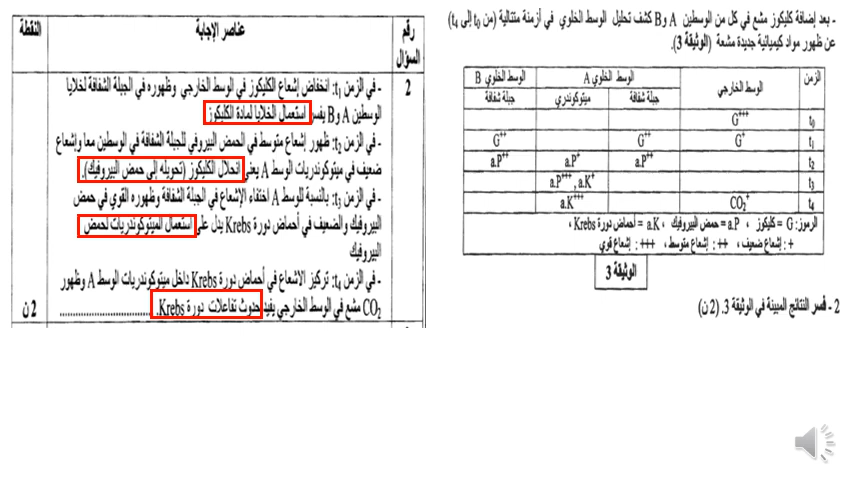 - بعد إضافة كليكوز مشع في كل من الوسطين A وB كشف تحليل الوسط الخلوي في أزمنة متتالية (من t₀ إلى t₄)
عن ظهور مواد كيميائية جديدة مشعة (الوثيقة 3).
الزمن الوسط الخارجي الوسط الخلوي A الوسط الخلوي B
جبلة شفافة ميتوكوندري جبلة شفافة
t₀ G⁺⁺⁺
t₁ G⁺ G⁺⁺ G⁺⁺
t₂ a.P⁺⁺ a.P⁺ a.P⁺⁺
t₃ a.P⁺⁺⁺ , a.K⁺
t₄ CO₂⁺ a.K⁺⁺⁺
الرموز: G = كليكوز ، a.P = حمض البيروفيك ، a.K = أحماض دورة Krebs ،
+ : إشعاع ضعيف ، ++ : إشعاع متوسط ، +++ : إشعاع قوي
الوثيقة 3
2 - فسر النتائج المبينة في الوثيقة 3. (2 ن)
رقم السؤال عناصر الإجابة النقطة
2
- في الزمن t₁: انخفاض إشعاع الكليكوز في الوسط الخارجي وظهوره في الجبلة الشفافة لخلايا
الوسطين A و B يفسر استعمال الخلايا لمادة الكليكوز
- في الزمن t₂: ظهور إشعاع متوسط في الحمض البيروفي للجبلة الشفافة في الوسطين معا وإشعاع
ضعيف في ميتوكوندريات الوسط A يعني انحلال الكليكوز (تحويله إلى حمض البيروفيك).
- في الزمن t₃: بالنسبة للوسط A اختفاء الإشعاع في الجبلة الشفافة وظهوره القوي في حمض
البيروفيك والضعيف في أحماض دورة Krebs يدل على استعمال الميتوكوندريات لحمض
البيروفيك
- في الزمن t₄: تركيز الاشعاع في أحماض دورة Krebs داخل ميتوكوندريات الوسط A وظهور
CO₂ مشع في الوسط الخارجي يفيد حدوث تفاعلات دورة Krebs. ........................
2 ن